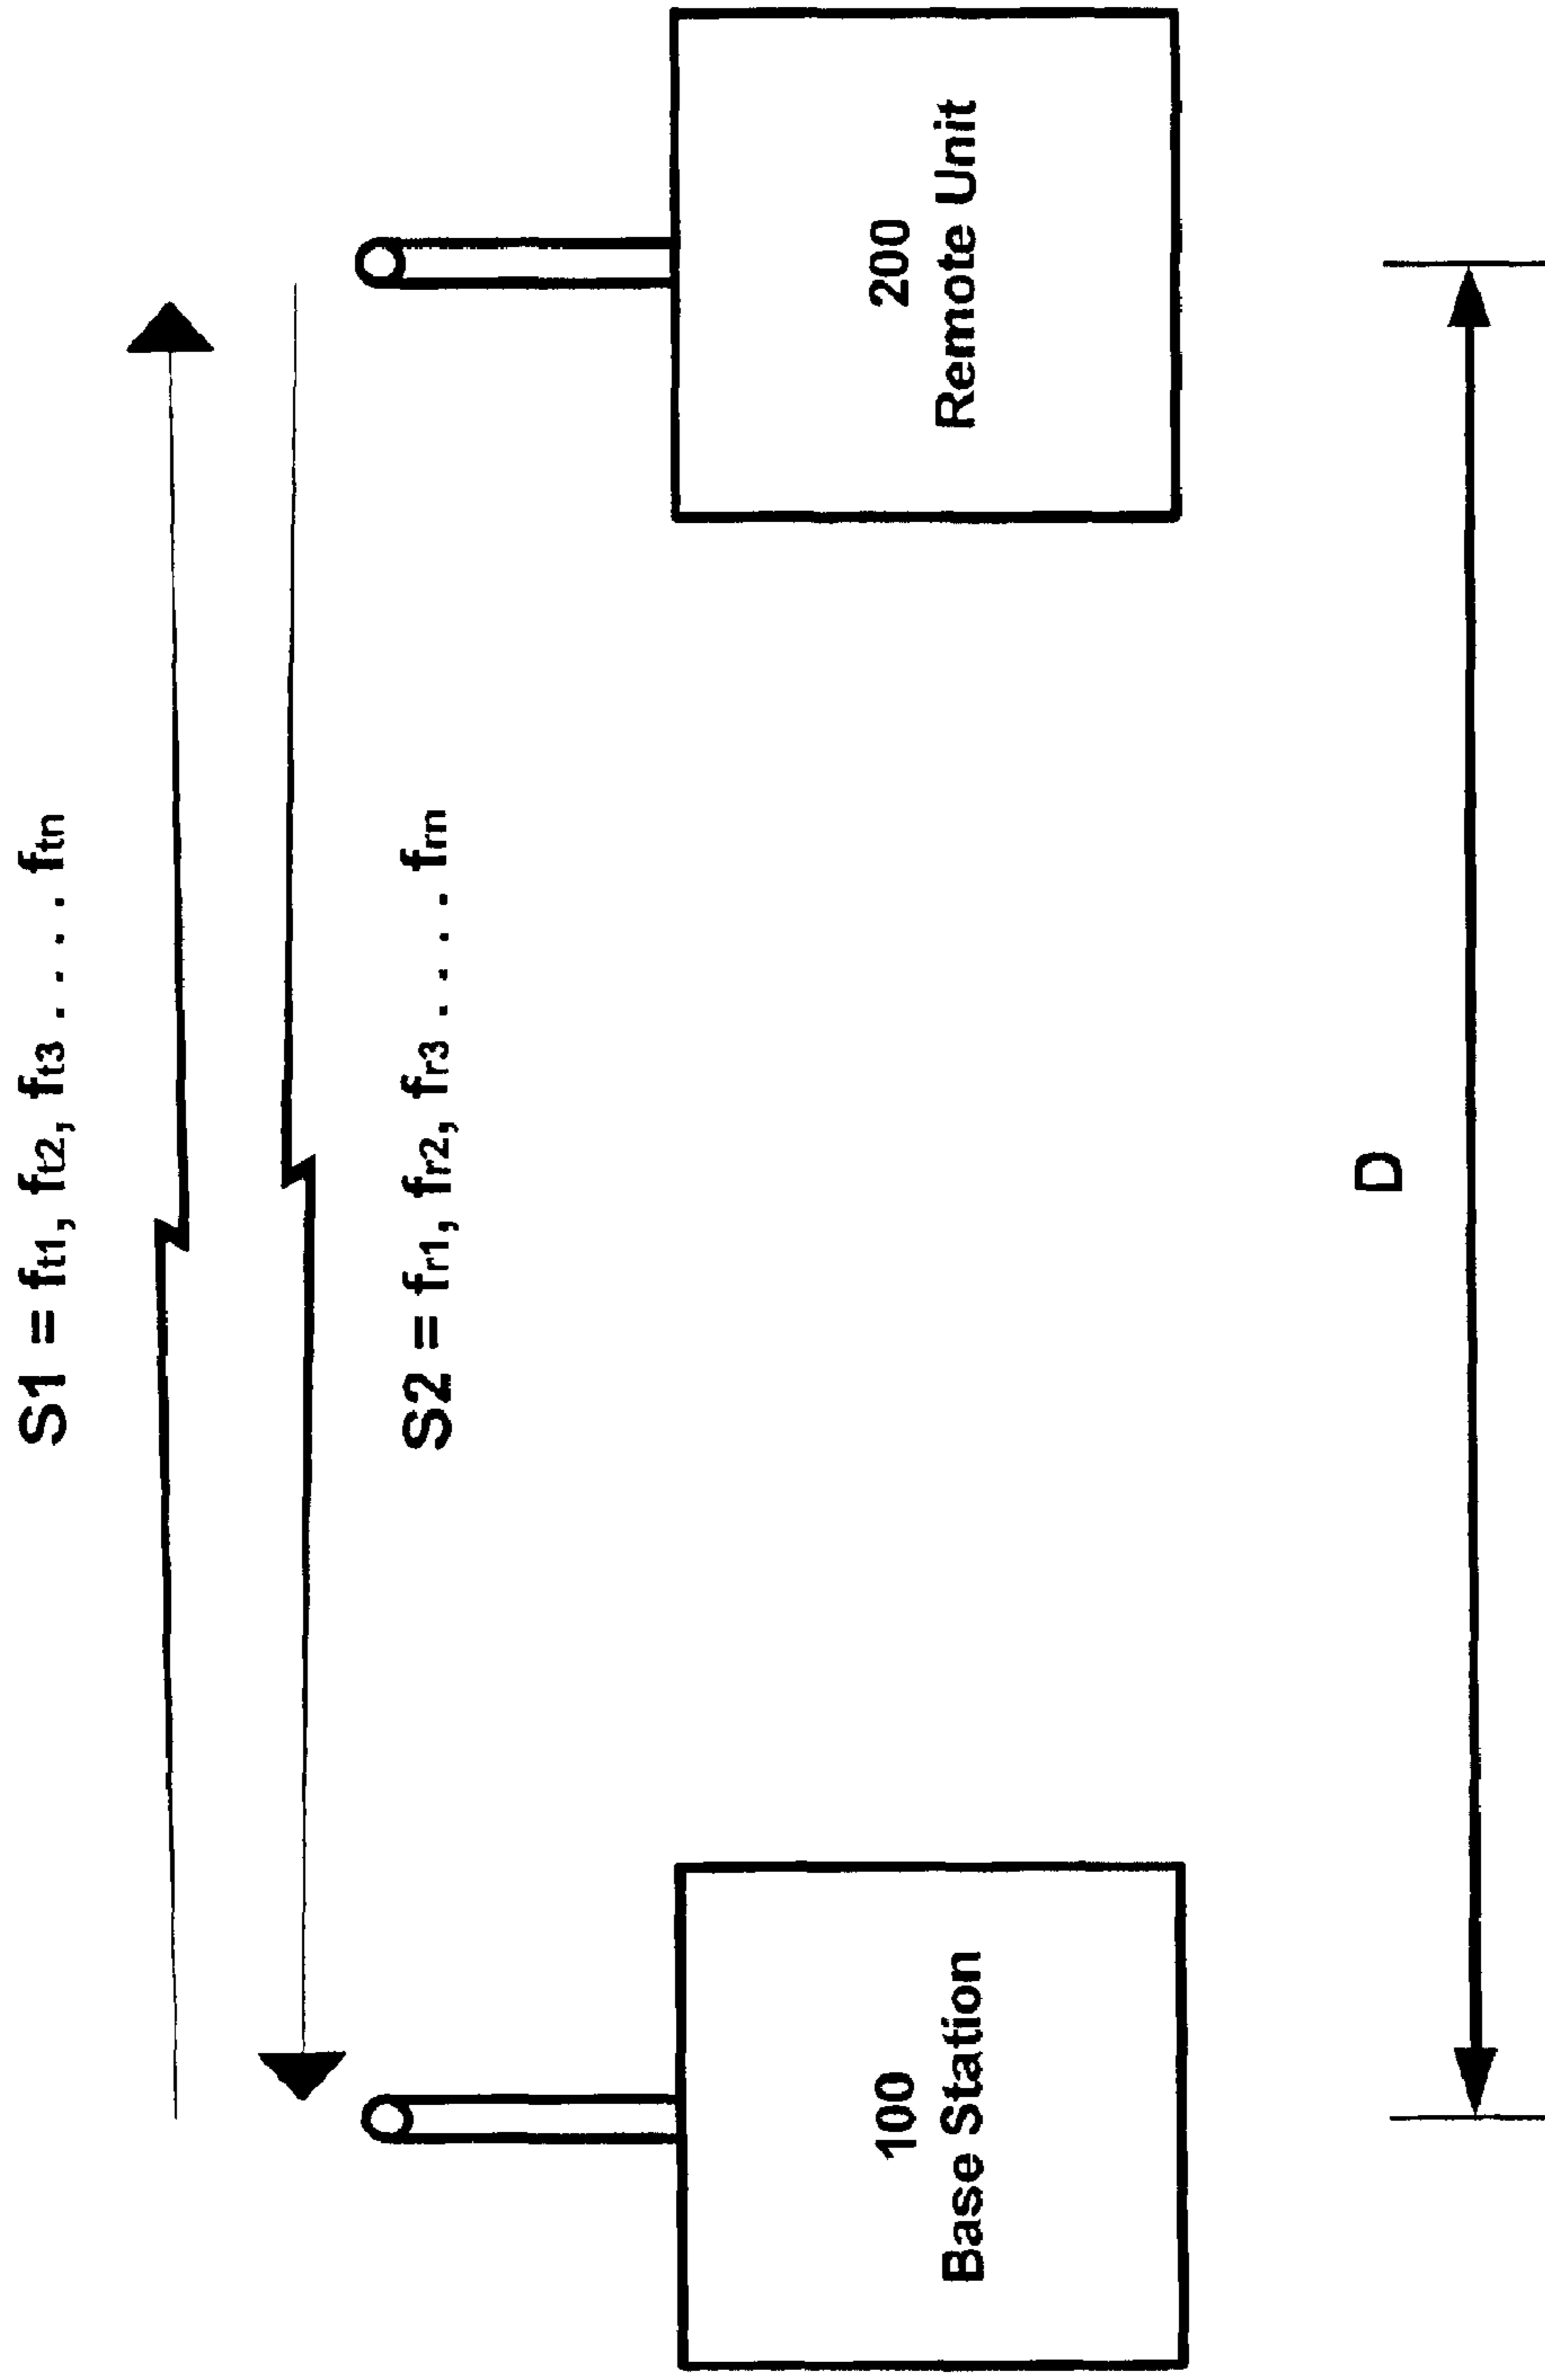 S1 = ft1, ft2, ft3 . . . . ftn
S2 = fr1, fr2, fr3 . . . . frn
100
Base Station
200
Remote Unit
D